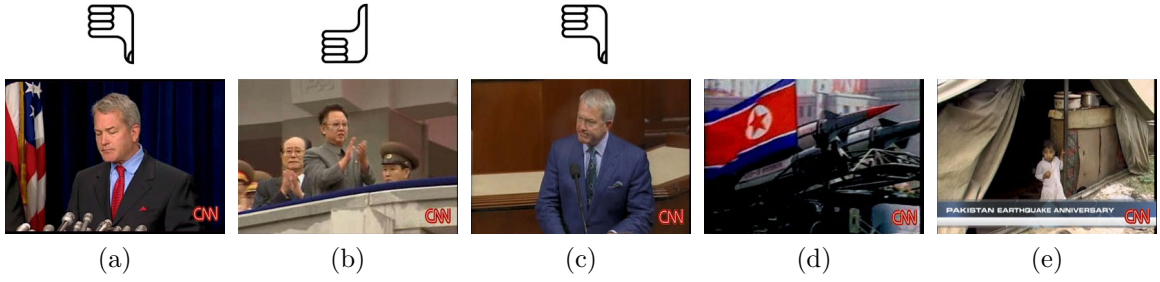 CNN
CNN
CNN
CNN
PAKISTAN EARTHQUAKE ANNIVERSARY CNN
(a)
(b)
(c)
(d)
(e)